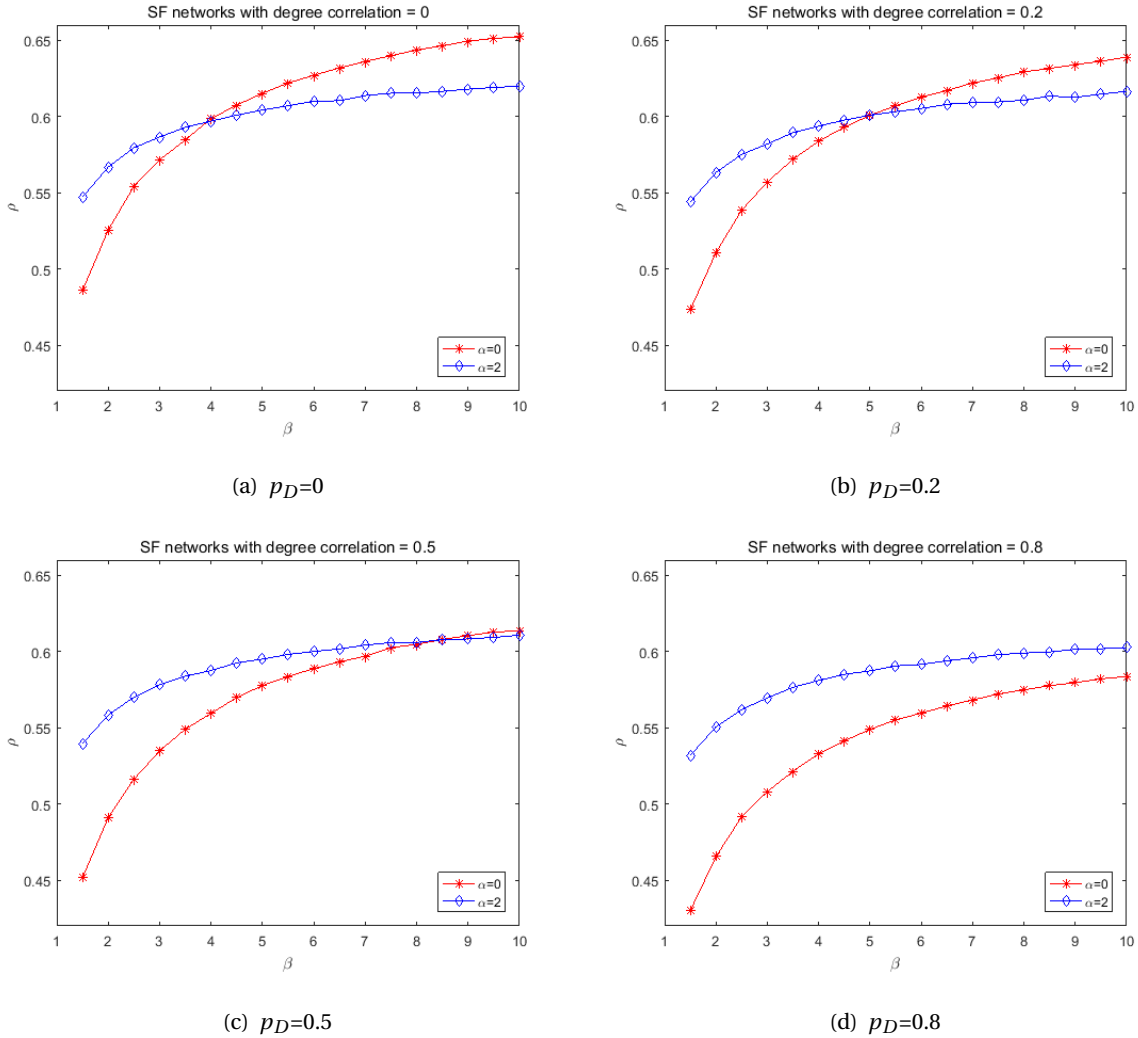 SF networks with degree correlation = 0
0.65
0.6
0.55
0.5
0.45
ρ
α=0
α=2
1 2 3 4 5 6 7 8 9 10
β
(a) p_D=0
SF networks with degree correlation = 0.2
0.65
0.6
0.55
0.5
0.45
ρ
α=0
α=2
1 2 3 4 5 6 7 8 9 10
β
(b) p_D=0.2
SF networks with degree correlation = 0.5
0.65
0.6
0.55
0.5
0.45
ρ
α=0
α=2
1 2 3 4 5 6 7 8 9 10
β
(c) p_D=0.5
SF networks with degree correlation = 0.8
0.65
0.6
0.55
0.5
0.45
ρ
α=0
α=2
1 2 3 4 5 6 7 8 9 10
β
(d) p_D=0.8